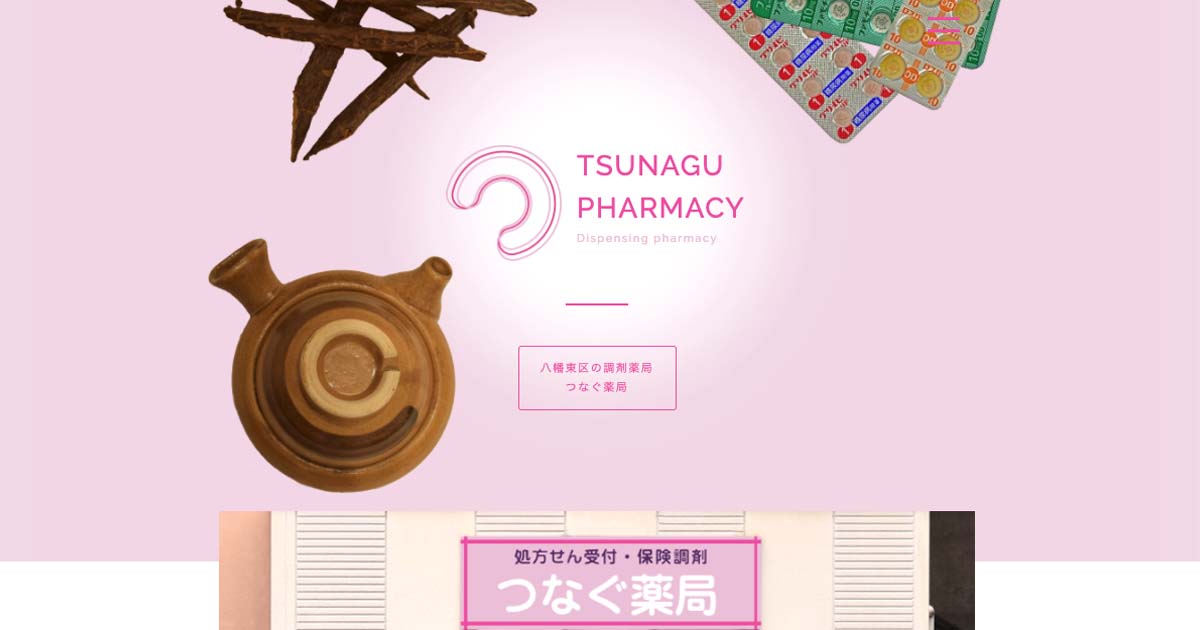 TSUNAGU
PHARMACY
Dispensing pharmacy
八幡東区の調剤薬局
つなぐ薬局
処方せん受付・保険調剤
つなぐ薬局